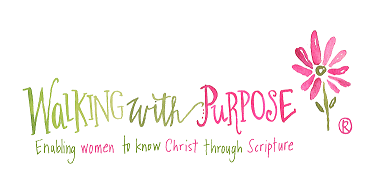 WALKING with PURPOSE ®
Enabling women to know Christ through Scripture